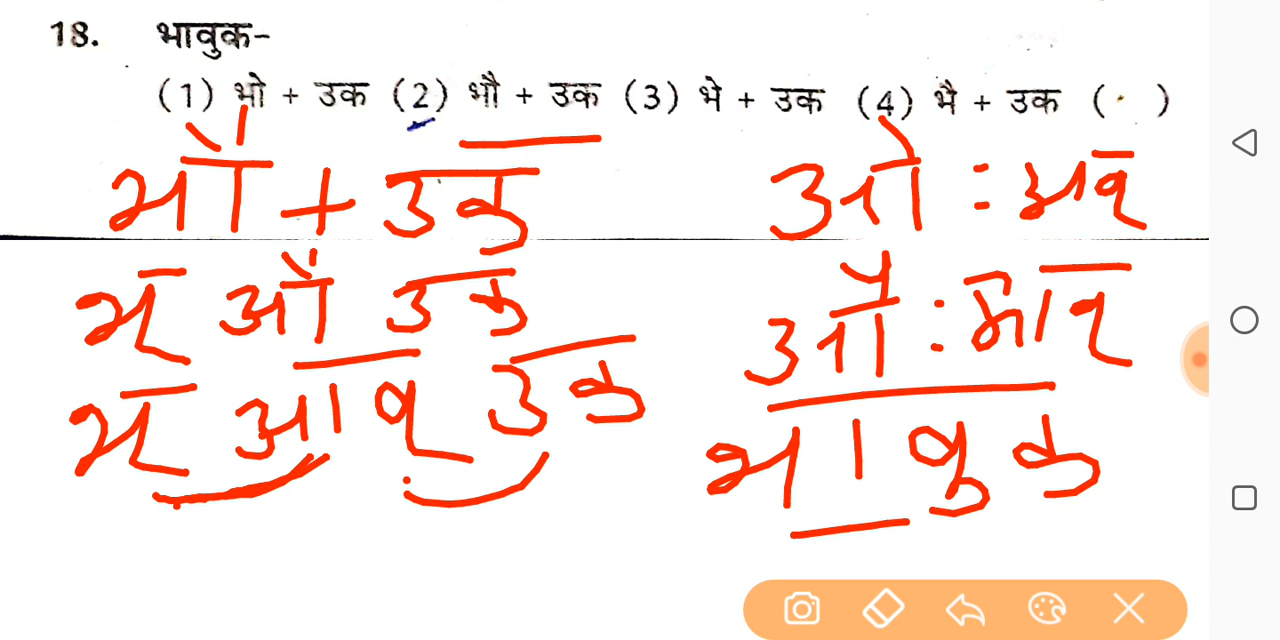 18. भावुक-
(1) भो + उक (2) भौ + उक (3) भे + उक (4) भै + उक ( )
भौ + उक
ओ : अव्
भ् औ उक
औ : आव्
भ् आव् उक
भावुक